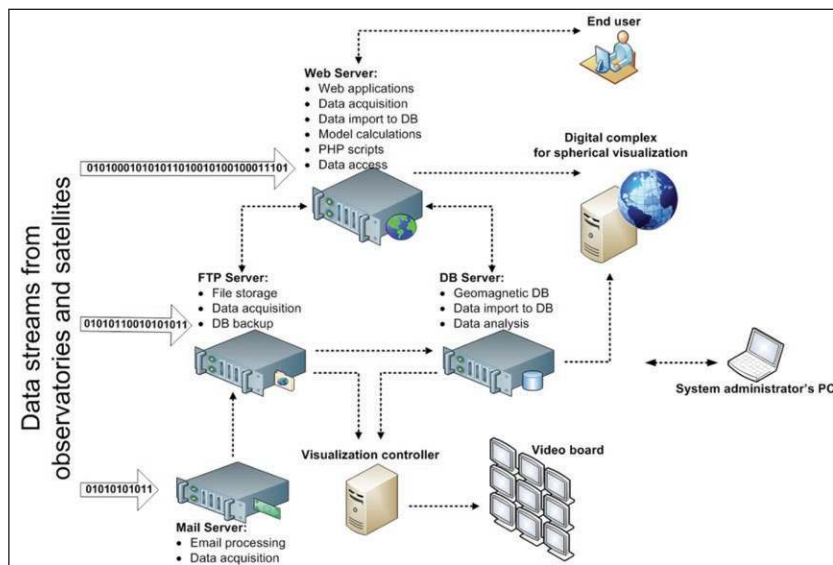 End user
Web Server:
• Web applications
• Data acquisition
• Data import to DB
• Model calculations
• PHP scripts
• Data access
Digital complex
for spherical visualization
Data streams from
observatories and satellites
010100010101011010010100100011101
FTP Server:
• File storage
• Data acquisition
• DB backup
DB Server:
• Geomagnetic DB
• Data import to DB
• Data analysis
01010110010101011
System administrator's PC
Visualization controller
Video board
01010101011
Mail Server:
• Email processing
• Data acquisition